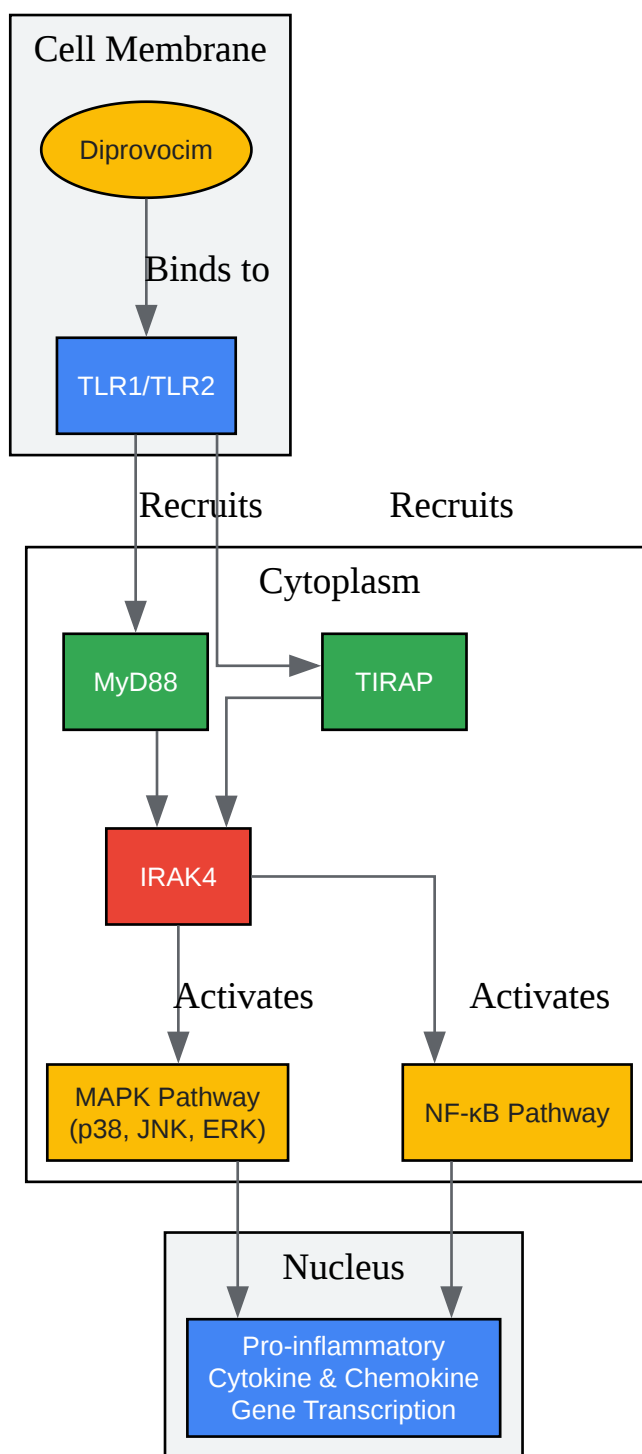 Cell Membrane
Diprovocim
Binds to
TLR1/TLR2
Recruits
Recruits
Cytoplasm
MyD88
TIRAP
IRAK4
Activates
Activates
MAPK Pathway
(p38, JNK, ERK)
NF-κB Pathway
Nucleus
Pro-inflammatory
Cytokine & Chemokine
Gene Transcription